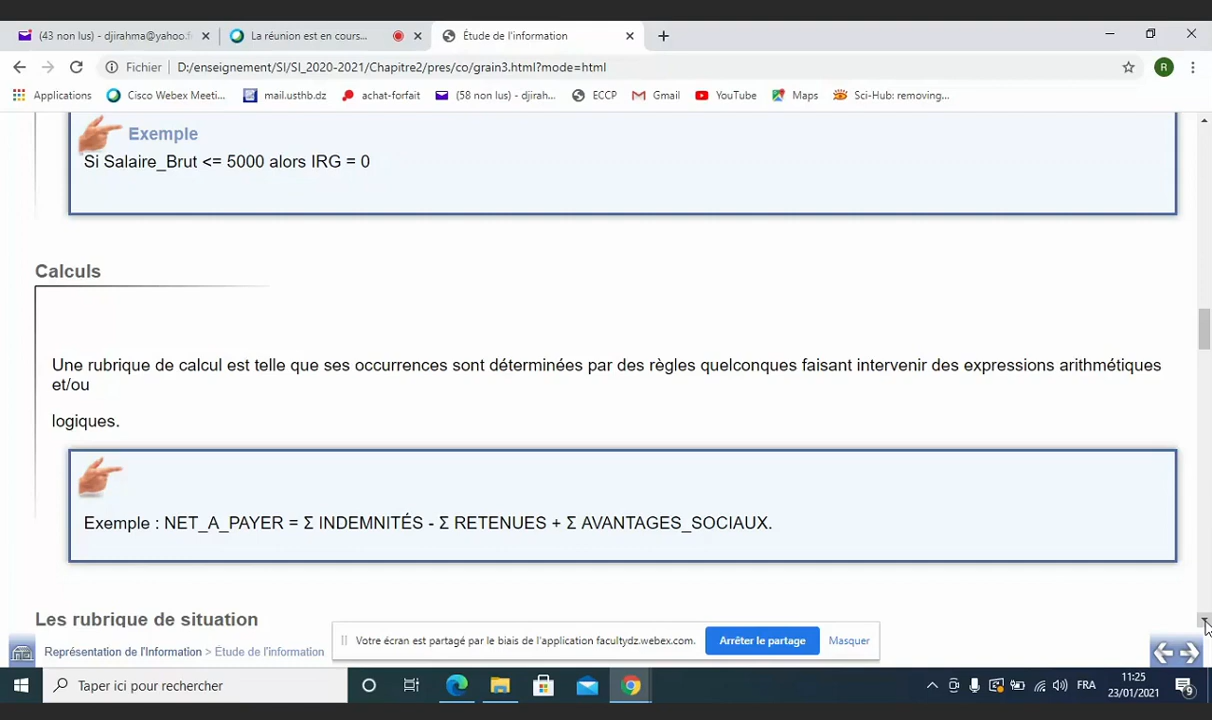 (43 non lus) - djirahma@yahoo.f
La réunion est en cours...
Étude de l'information
Fichier
D:/enseignement/SI/SI_2020-2021/Chapitre2/pres/co/grain3.html?mode=html
R
Applications
Cisco Webex Meeti...
mail.usthb.dz
achat-forfait
(58 non lus) - djirah...
ECCP
Gmail
YouTube
Maps
Sci-Hub: removing...
Exemple
Si Salaire_Brut <= 5000 alors IRG = 0
Calculs
Une rubrique de calcul est telle que ses occurrences sont déterminées par des règles quelconques faisant intervenir des expressions arithmétiques
et/ou
logiques.
Exemple : NET_A_PAYER = Σ INDEMNITÉS - Σ RETENUES + Σ AVANTAGES_SOCIAUX.
Les rubrique de situation
Votre écran est partagé par le biais de l'application facultydz.webex.com.
Arrêter le partage
Masquer
Représentation de l'Information > Étude de l'information
Taper ici pour rechercher
FRA
11:25
23/01/2021
9